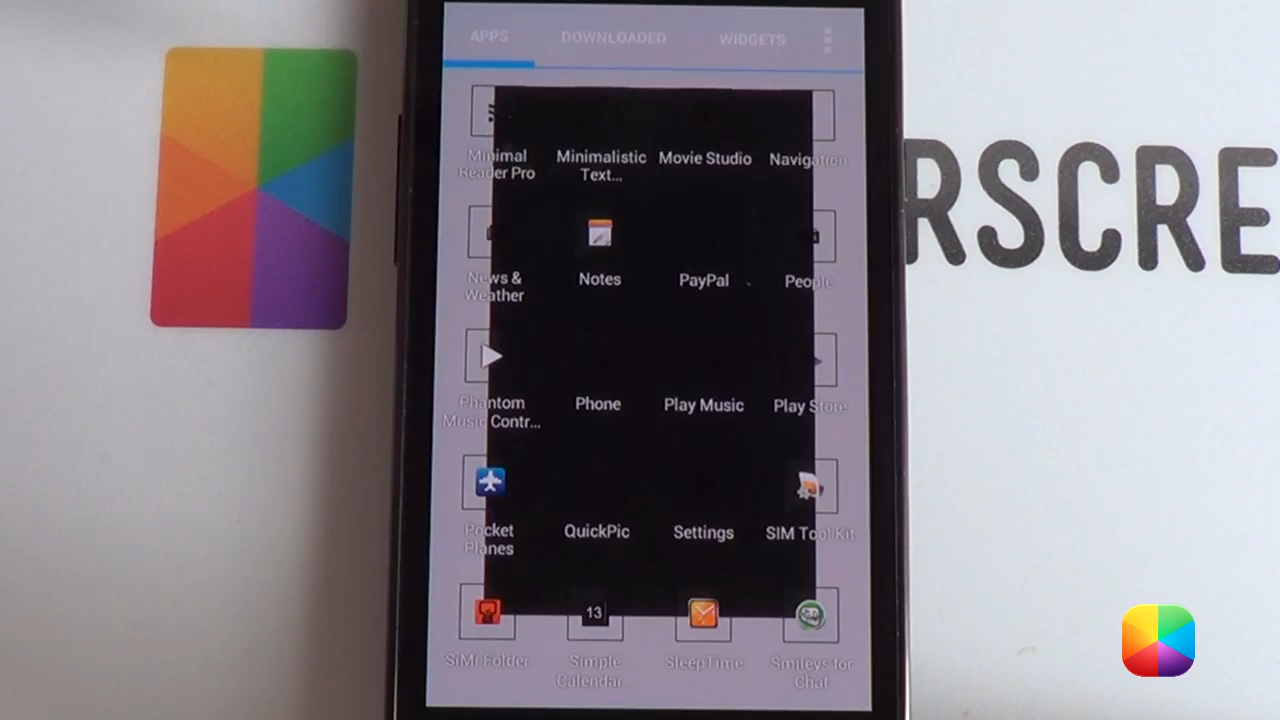 APPS DOWNLOADED WIDGETS
RSCRE
Minimal Minimalistic Movie Studio Navigation
Reader Pro Text...
News & Notes PayPal People
Weather
Phantom Phone Play Music Play Store
Music Contr...
Pocket QuickPic Settings SIM Tool Kit
Planes
13
SiMi Folder Simple SleepTime Smileys for
Calendar... Chat